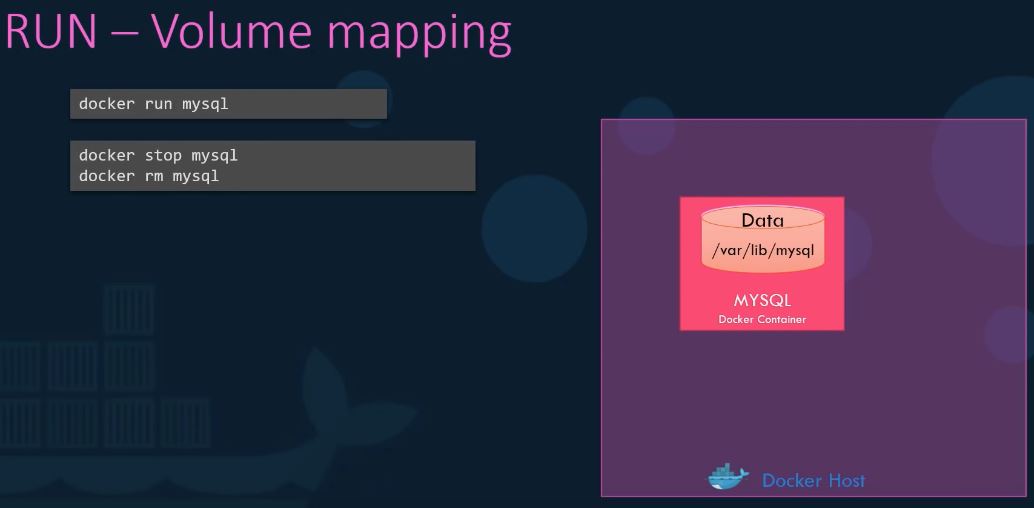 RUN – Volume mapping
docker run mysql
docker stop mysql
docker rm mysql
Data
/var/lib/mysql
MYSQL
Docker Container
Docker Host